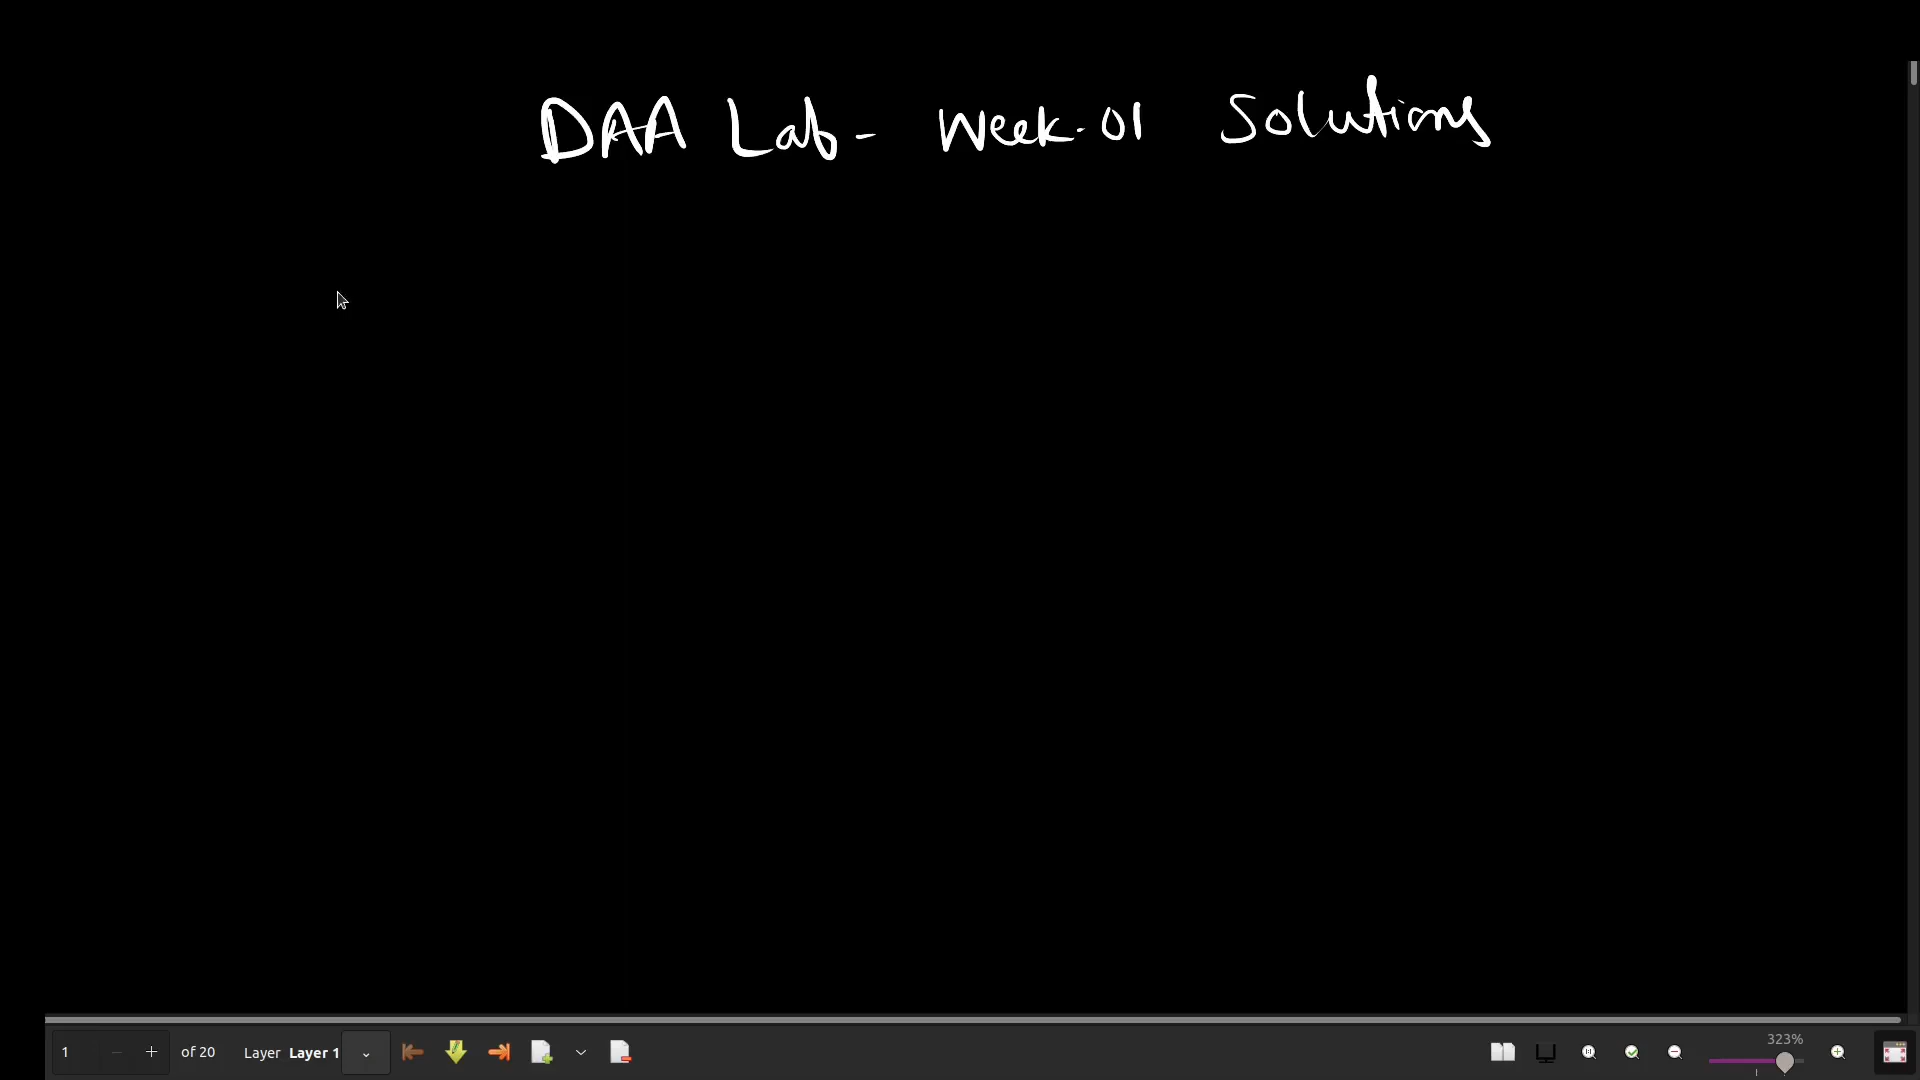 DAA Lab - Week-01 Solutions
1 of 20 Layer Layer 1 323%